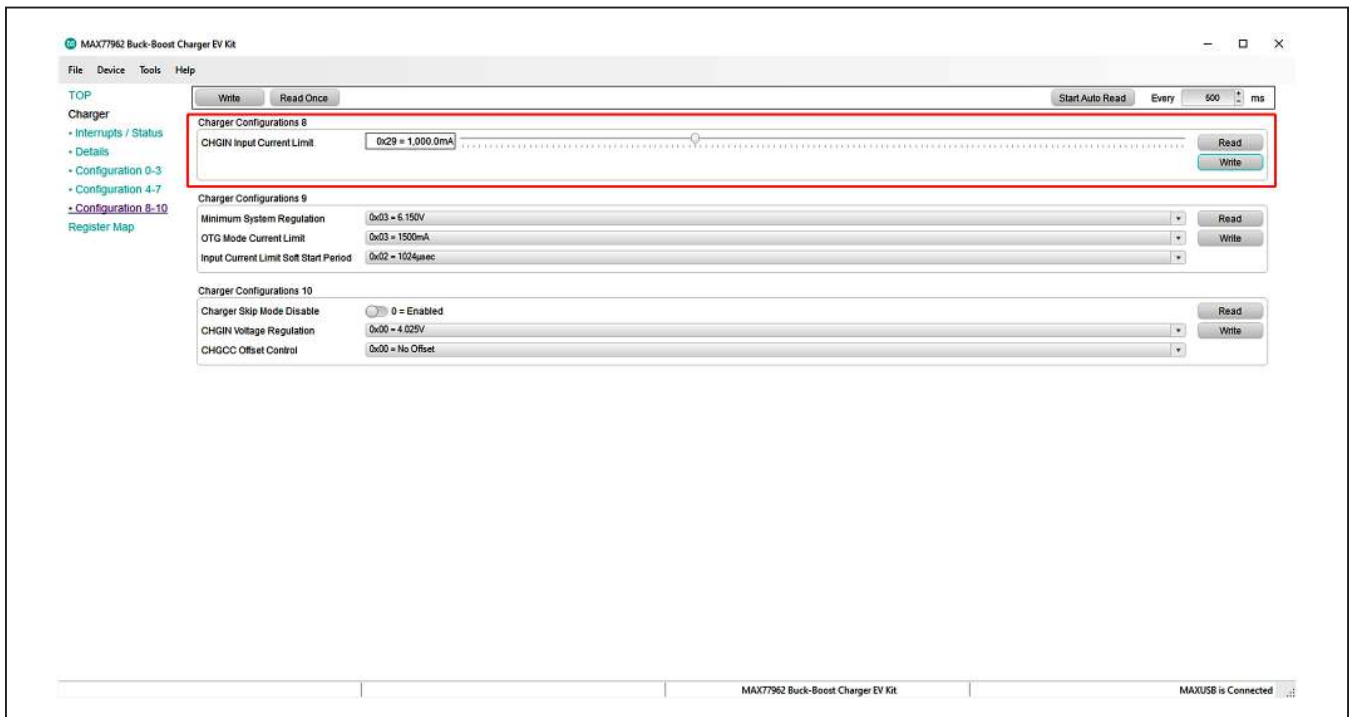 MAX77962 Buck-Boost Charger EV Kit
File Device Tools Help
TOP
Charger
• Interrupts / Status
• Details
• Configuration 0-3
• Configuration 4-7
• Configuration 8-10
Register Map
Write Read Once Start Auto Read Every 500 ms
Charger Configurations 8
CHGIN Input Current Limit 0x29 = 1,000.0mA Read
Write
Charger Configurations 9
Minimum System Regulation 0x03 = 6.150V Read
OTG Mode Current Limit 0x03 = 1500mA Write
Input Current Limit Soft Start Period 0x02 = 1024µsec
Charger Configurations 10
Charger Skip Mode Disable 0 = Enabled Read
CHGIN Voltage Regulation 0x00 = 4.025V Write
CHGCC Offset Control 0x00 = No Offset
MAX77962 Buck-Boost Charger EV Kit MAXUSB is Connected